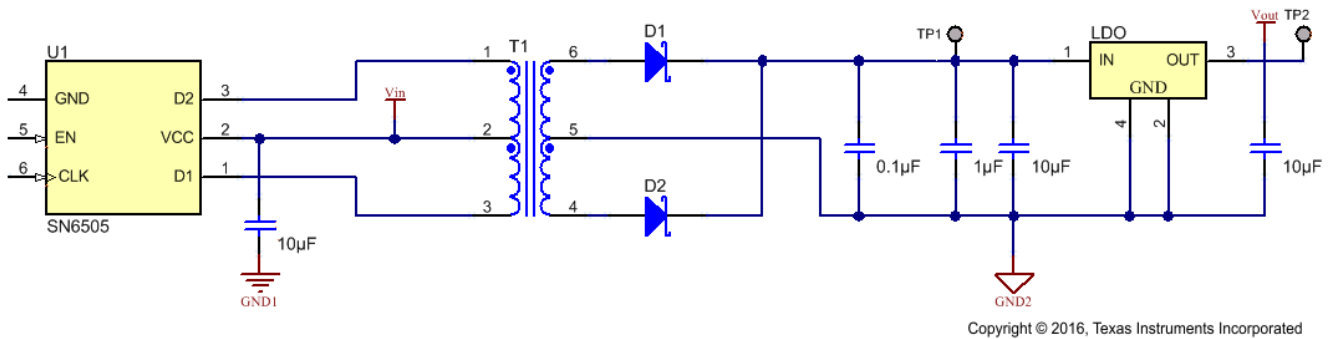 U1
4
GND
5
EN
6
CLK
D2
3
VCC
2
D1
1
SN6505
10µF
GND1
Vin
1
T1
6
2
5
3
4
D1
D2
TP1
0.1µF
1µF
10µF
GND2
LDO
1
IN
OUT
3
GND
4
2
Vout
TP2
10µF
Copyright © 2016, Texas Instruments Incorporated